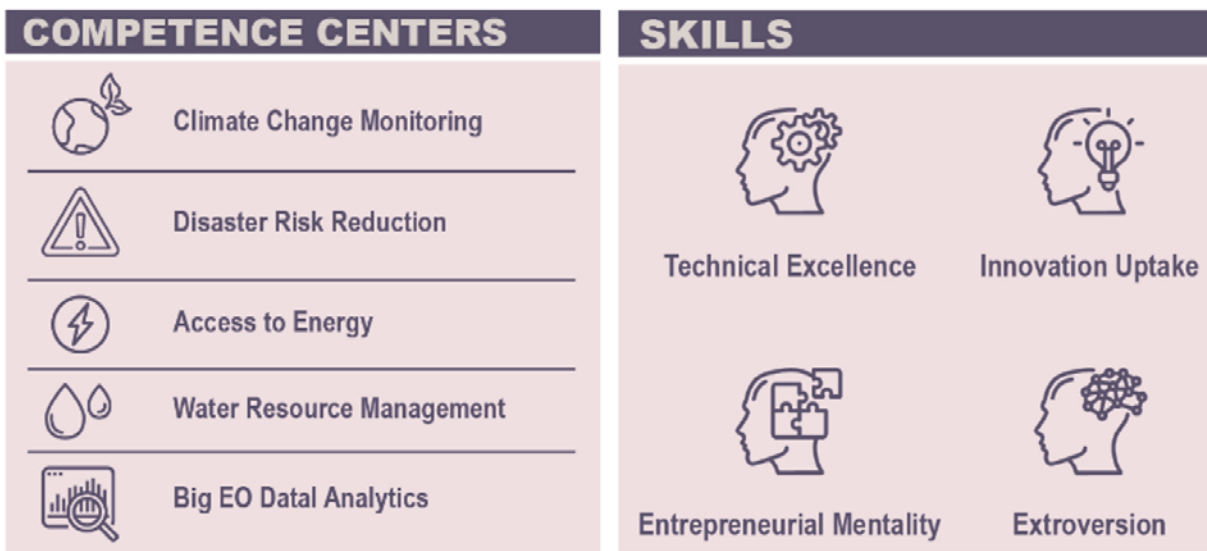 COMPETENCE CENTERS
Climate Change Monitoring
Disaster Risk Reduction
Access to Energy
Water Resource Management
Big EO Datal Analytics
SKILLS
Technical Excellence
Innovation Uptake
Entrepreneurial Mentality
Extroversion